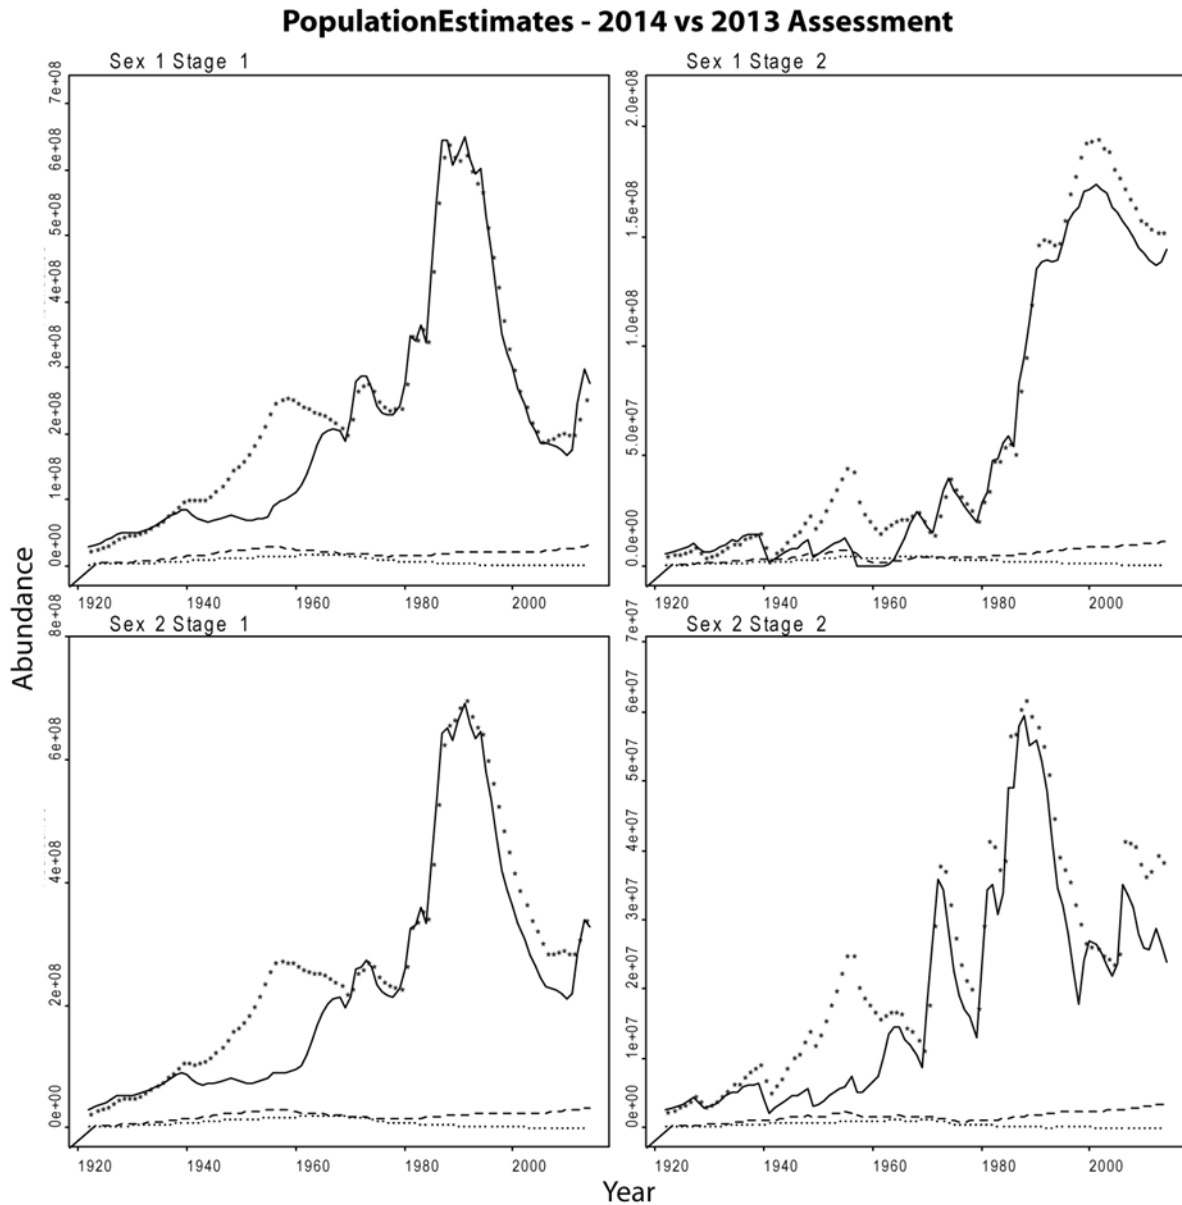 PopulationEstimates - 2014 vs 2013 Assessment
Sex 1 Stage 1
Sex 1 Stage 2
7e+08
6e+08
5e+08
4e+08
3e+08
2e+08
1e+08
0e+00
2.0e+08
1.5e+08
1.0e+08
5.0e+07
0.0e+00
1920 1940 1960 1980 2000
1920 1940 1960 1980 2000
Abundance
Sex 2 Stage 1
Sex 2 Stage 2
8e+08
6e+08
4e+08
2e+08
0e+00
7e+07
6e+07
5e+07
4e+07
3e+07
2e+07
1e+07
0e+00
1920 1940 1960 1980 2000
1920 1940 1960 1980 2000
Year